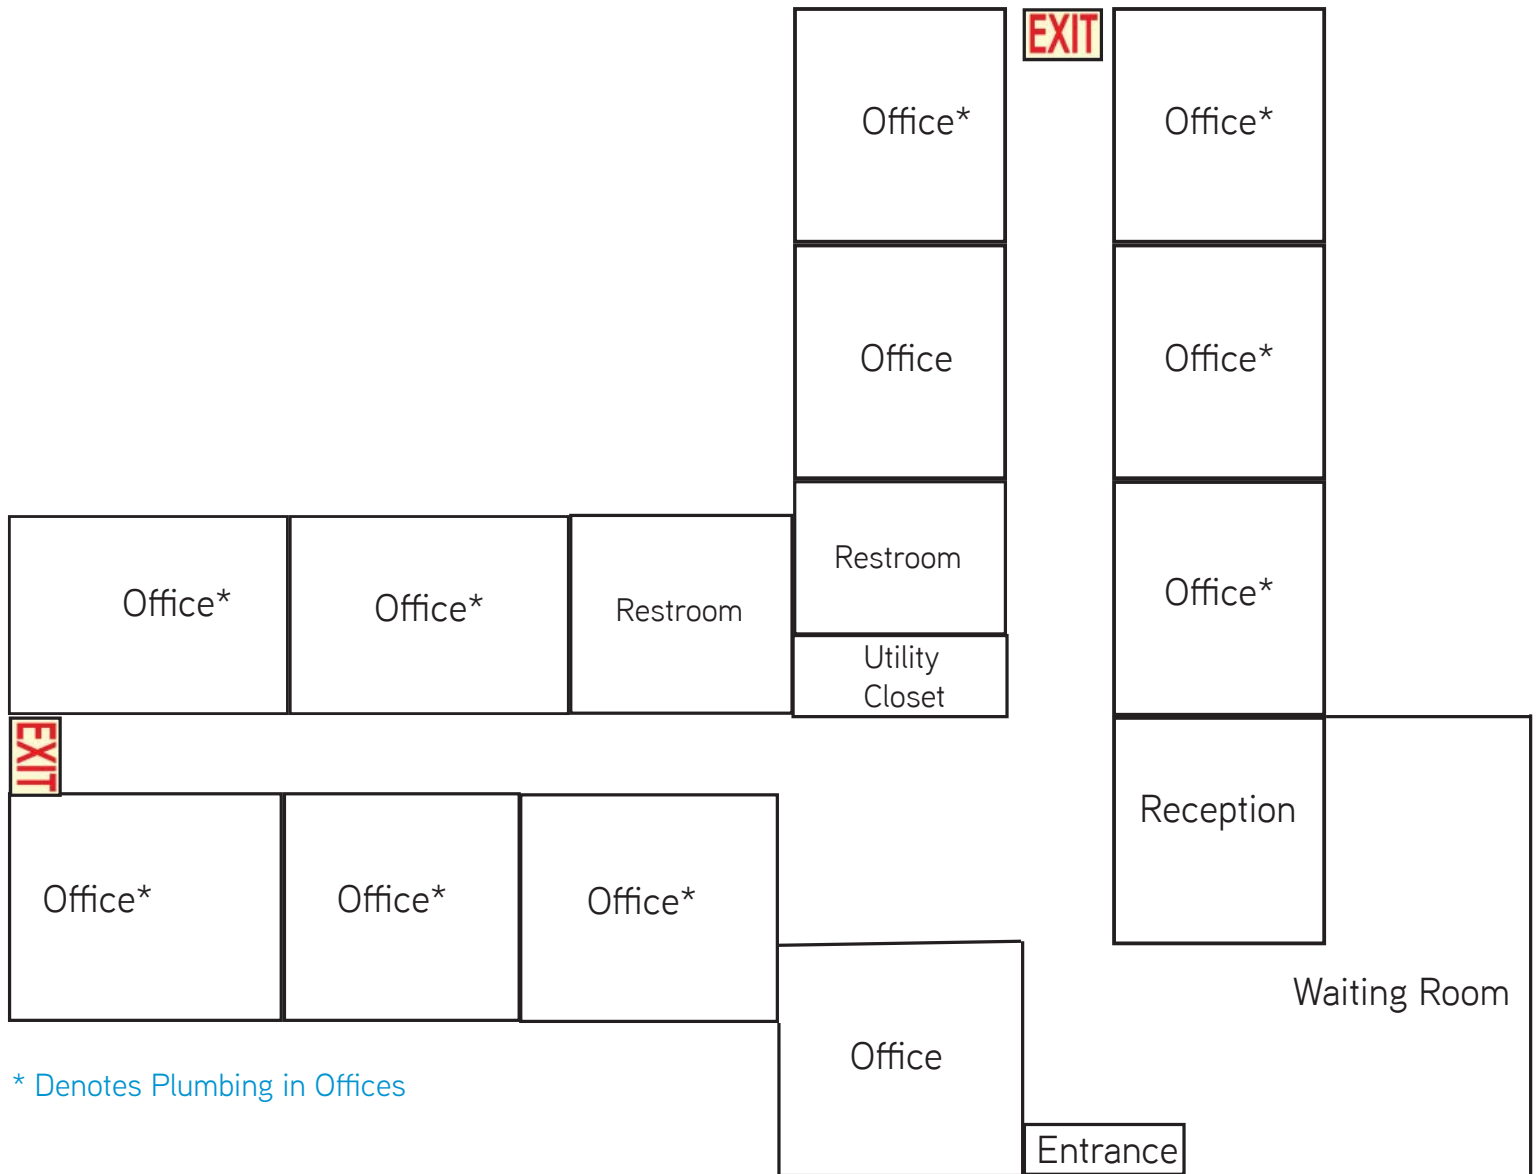 EXIT
Office*
Office*
Office
Office*
Restroom
Office*
Office*
Office*
Restroom
Utility
Closet
EXIT
Reception
Office*
Office*
Office*
Waiting Room
Office
* Denotes Plumbing in Offices
Entrance